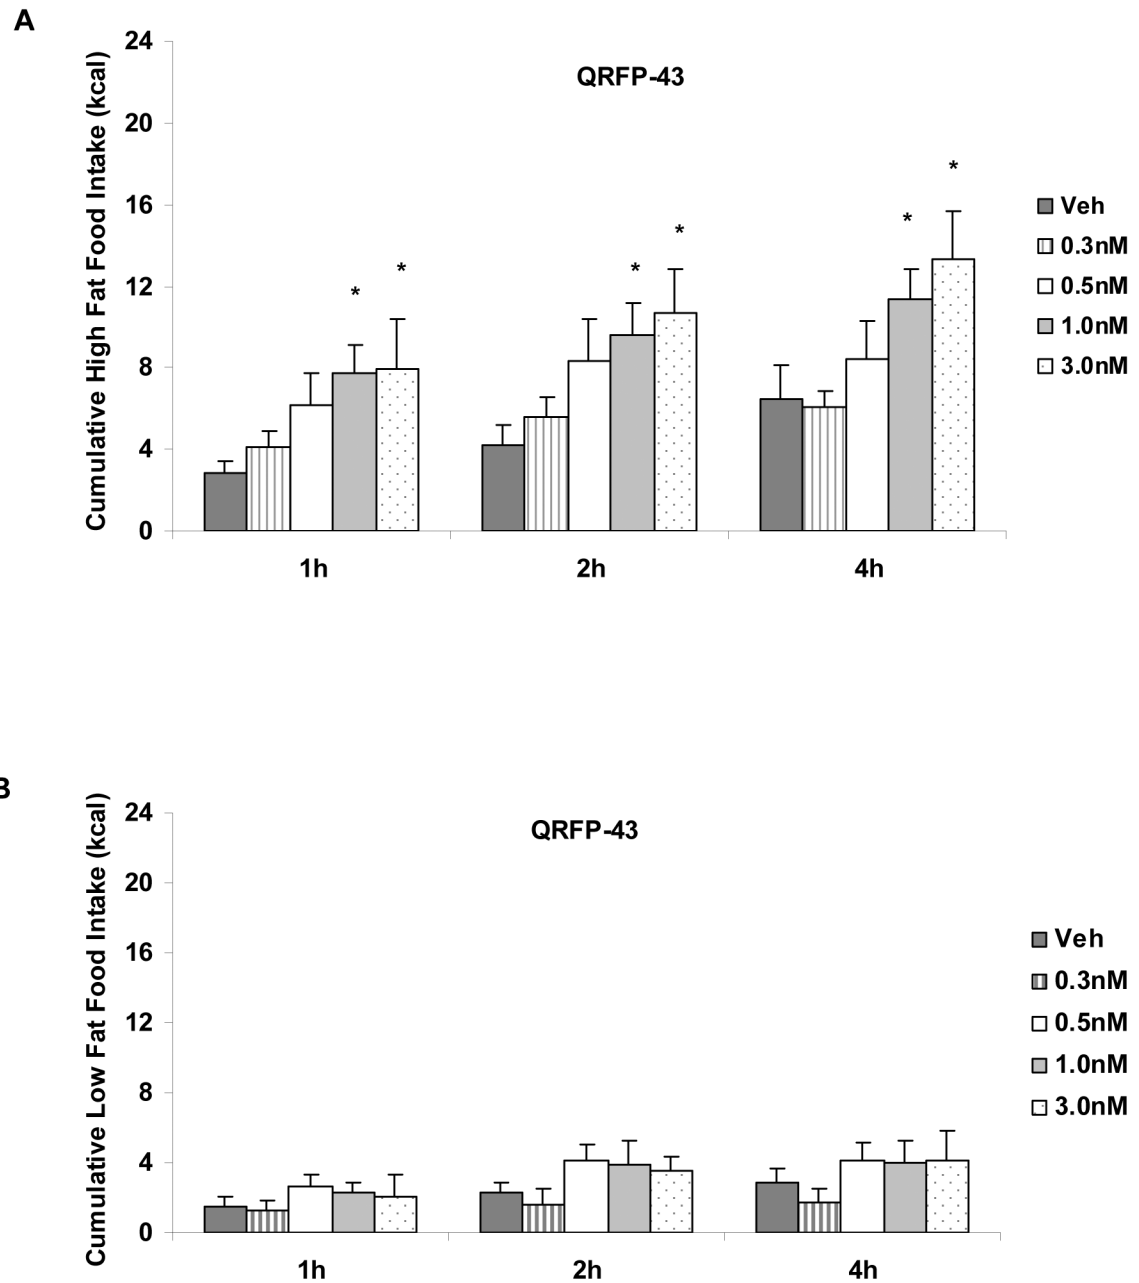 A
Cumulative High Fat Food Intake (kcal)
24
20
16
12
8
4
0
QRFP-43
* * * * * *
1h 2h 4h
Veh
0.3nM
0.5nM
1.0nM
3.0nM
B
Cumulative Low Fat Food Intake (kcal)
24
20
16
12
8
4
0
QRFP-43
1h 2h 4h
Veh
0.3nM
0.5nM
1.0nM
3.0nM